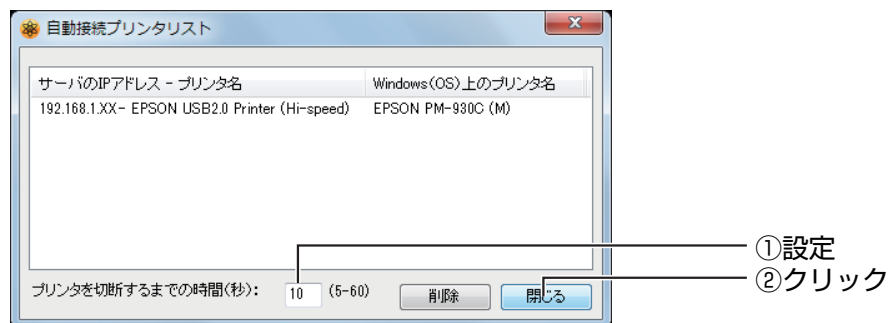 自動接続プリンタリスト
サーバのIPアドレス - プリンタ名 Windows(OS)上のプリンタ名
192.168.1.XX- EPSON USB2.0 Printer (Hi-speed) EPSON PM-930C (M)
①設定
プリンタを切断するまでの時間(秒): 10 (5-60) 削除 閉じる
②クリック